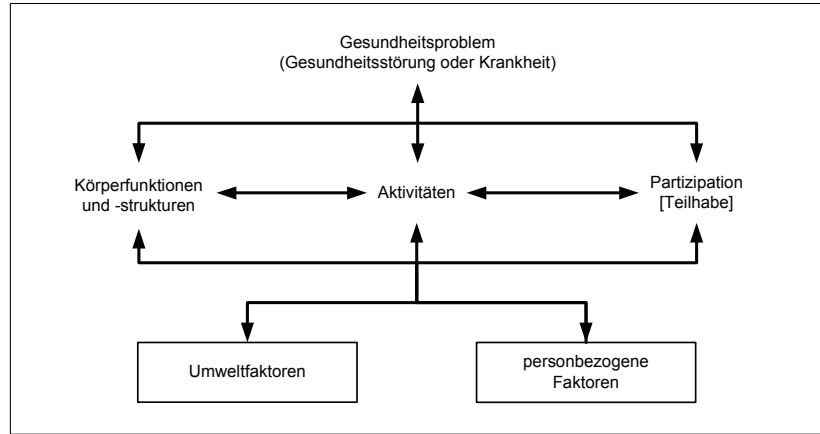 Gesundheitsproblem
(Gesundheitsstörung oder Krankheit)
Körperfunktionen
und -strukturen
Aktivitäten
Partizipation
[Teilhabe]
Umweltfaktoren
personbezogene
Faktoren